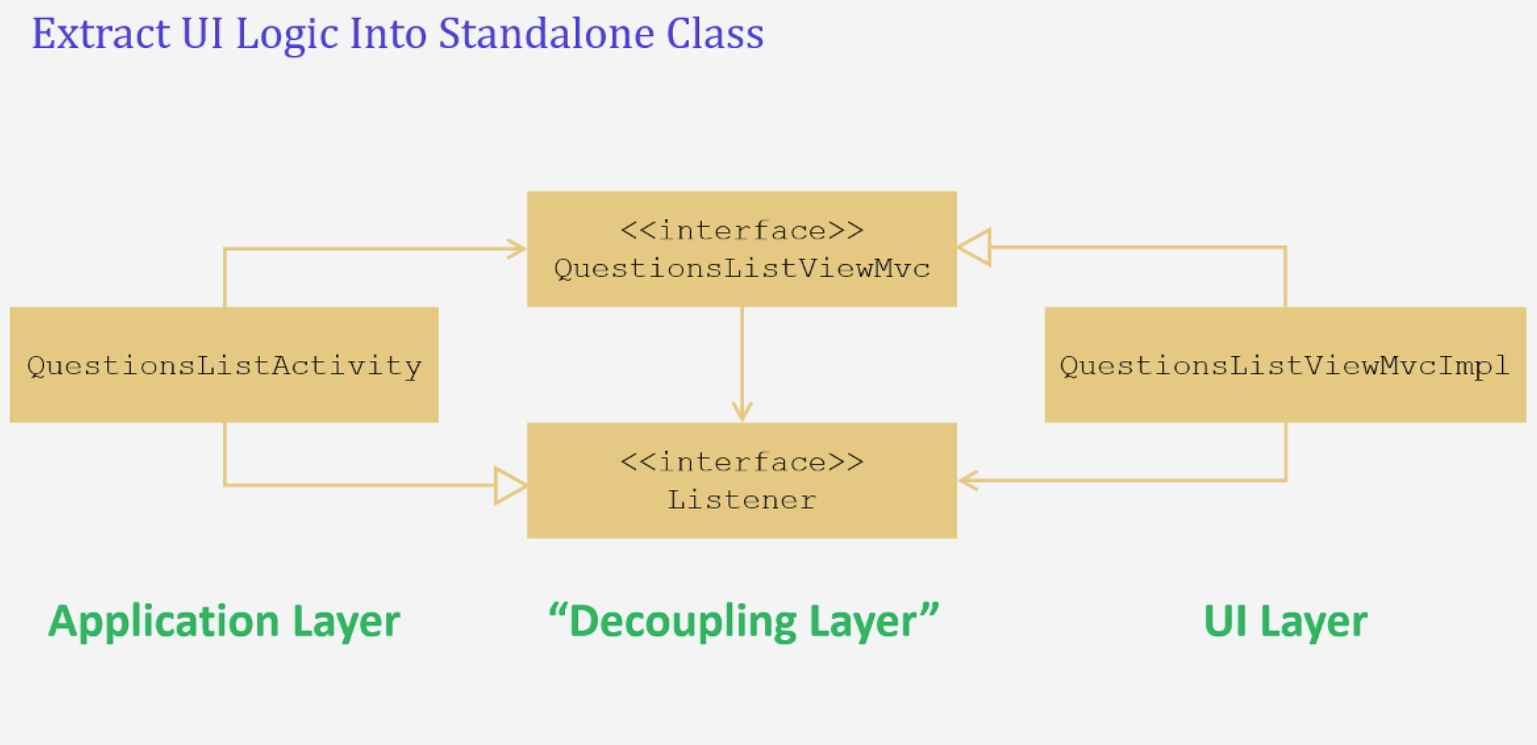 Extract UI Logic Into Standalone Class
<<interface>>
QuestionsListViewMvc
QuestionsListActivity
QuestionsListViewMvcImpl
<<interface>>
Listener
Application Layer
“Decoupling Layer”
UI Layer